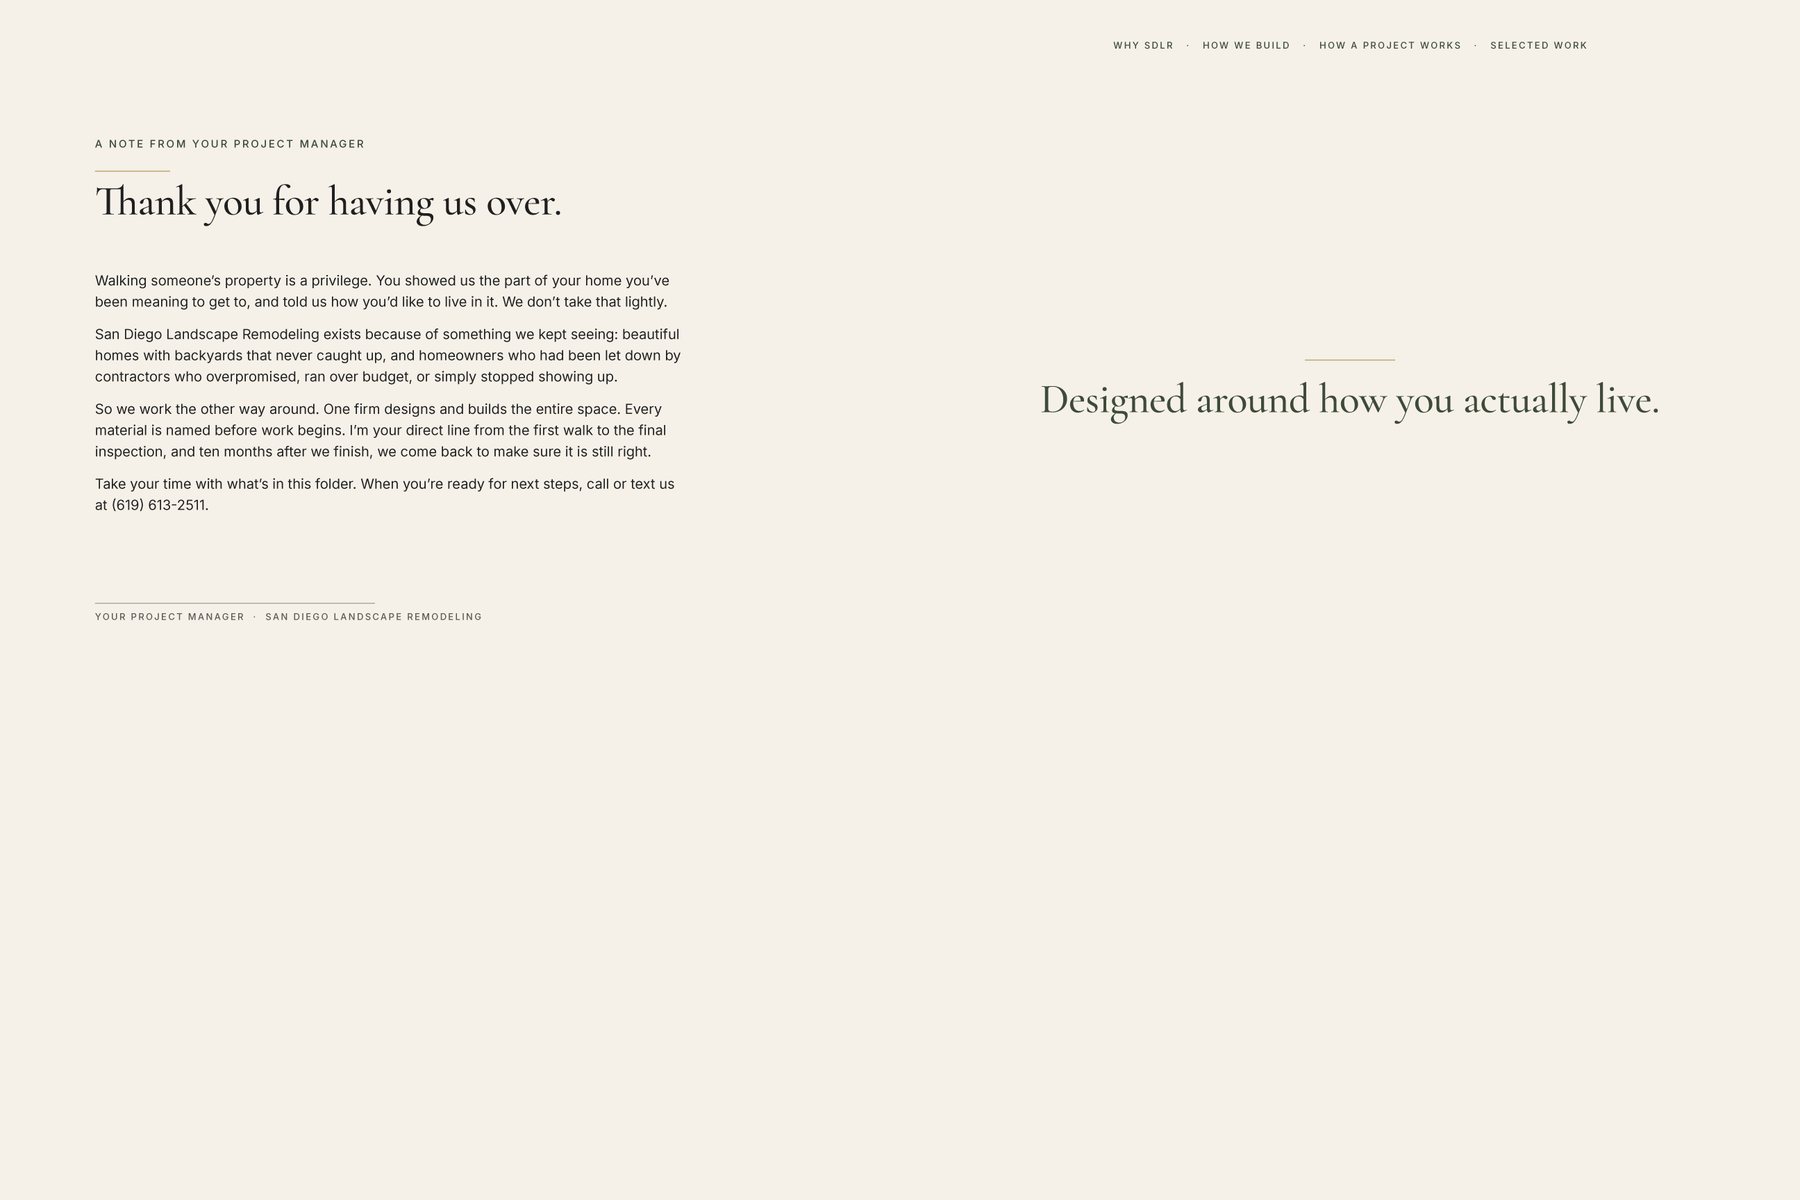 WHY SDLR · HOW WE BUILD · HOW A PROJECT WORKS · SELECTED WORK
A NOTE FROM YOUR PROJECT MANAGER
Thank you for having us over.
Walking someone’s property is a privilege. You showed us the part of your home you’ve
been meaning to get to, and told us how you’d like to live in it. We don’t take that lightly.
San Diego Landscape Remodeling exists because of something we kept seeing: beautiful
homes with backyards that never caught up, and homeowners who had been let down by
contractors who overpromised, ran over budget, or simply stopped showing up.
So we work the other way around. One firm designs and builds the entire space. Every
material is named before work begins. I’m your direct line from the first walk to the final
inspection, and ten months after we finish, we come back to make sure it is still right.
Take your time with what’s in this folder. When you’re ready for next steps, call or text us
at (619) 613-2511.
YOUR PROJECT MANAGER · SAN DIEGO LANDSCAPE REMODELING
Designed around how you actually live.